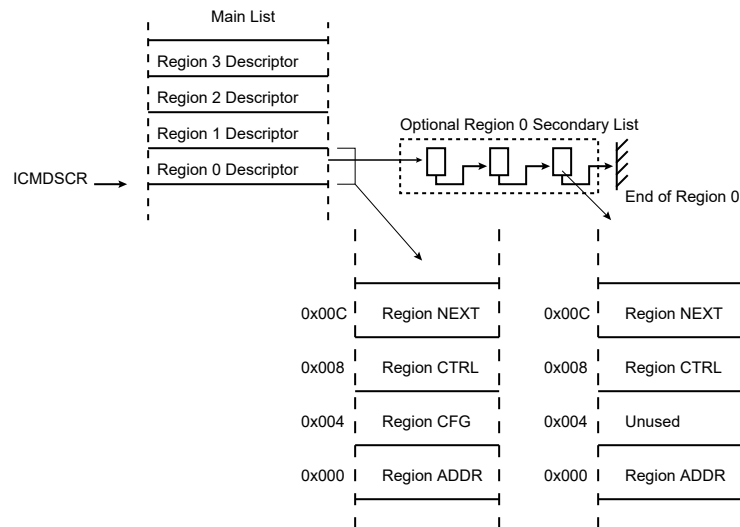 Main List
Region 3 Descriptor
Region 2 Descriptor
Region 1 Descriptor
Optional Region 0 Secondary List
Region 0 Descriptor
ICMDSCR
End of Region 0
0x00C Region NEXT 0x00C Region NEXT
0x008 Region CTRL 0x008 Region CTRL
0x004 Region CFG 0x004 Unused
0x000 Region ADDR 0x000 Region ADDR